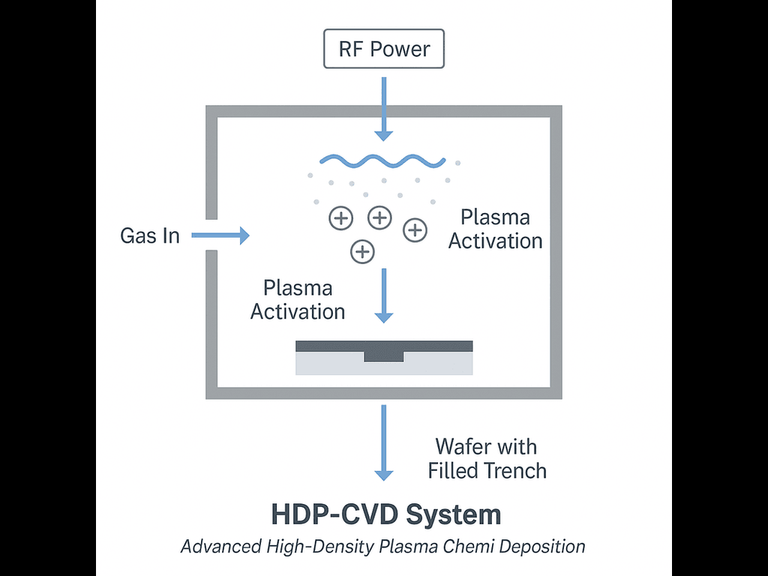 RF Power
Gas In
Plasma
Activation
Plasma
Activation
Wafer with
Filled Trench
HDP-CVD System
Advanced High-Density Plasma Chemi Deposition